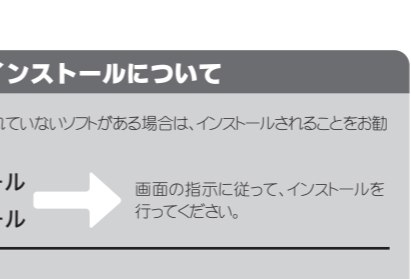 インストールについて
れていないソフトがある場合は、インストールされることをお勧
ール
ール
画面の指示に従って、インストールを
行ってください。